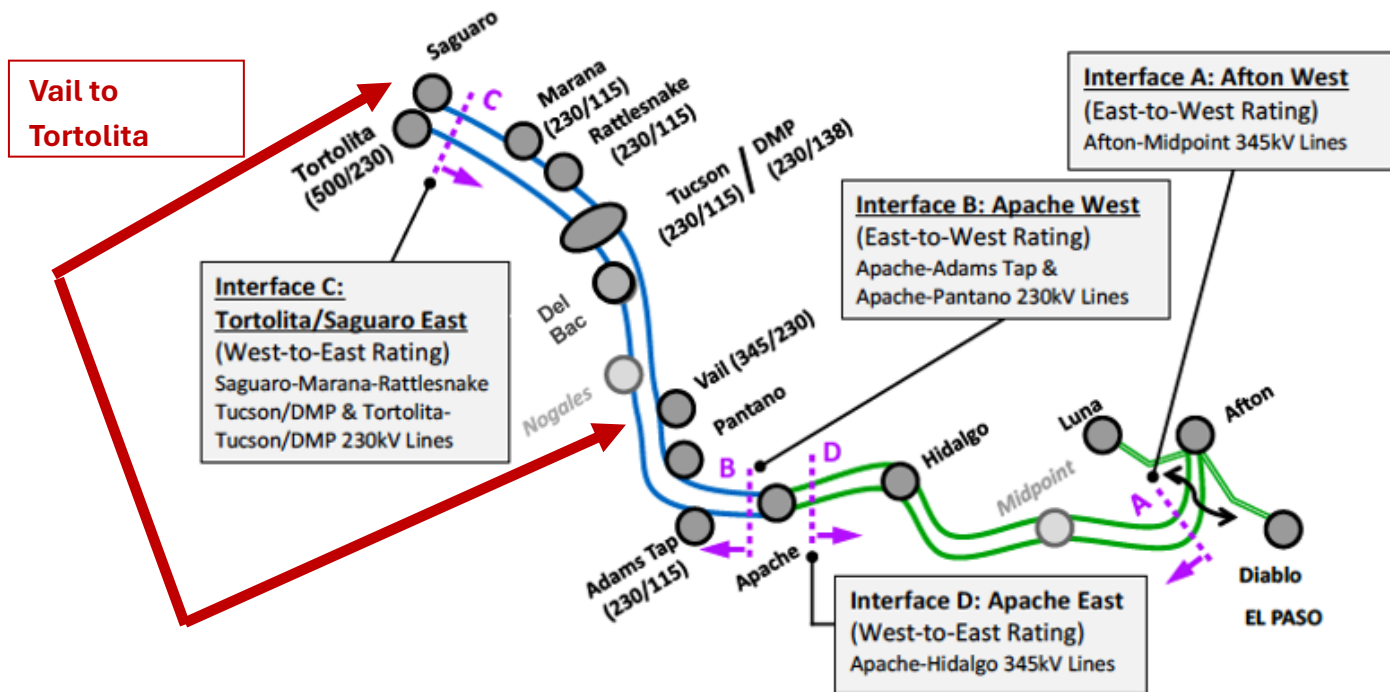 Vail to
Tortolita
Saguaro
C
Marana
(230/115)
Rattlesnake
(230/115)
Tortolita
(500/230)
Tucson / DMP
(230/115) (230/138)
Interface A: Afton West
(East-to-West Rating)
Afton-Midpoint 345kV Lines
Interface B: Apache West
(East-to-West Rating)
Apache-Adams Tap &
Apache-Pantano 230kV Lines
Interface C:
Tortolita/Saguaro East
(West-to-East Rating)
Saguaro-Marana-Rattlesnake
Tucson/DMP & Tortolita-
Tucson/DMP 230kV Lines
Del
Bac
Nogales
Vail (345/230)
Pantano
B
D
Hidalgo
Midpoint
Luna
Afton
A
Adams Tap
(230/115)
Apache
Diablo
EL PASO
Interface D: Apache East
(West-to-East Rating)
Apache-Hidalgo 345kV Lines